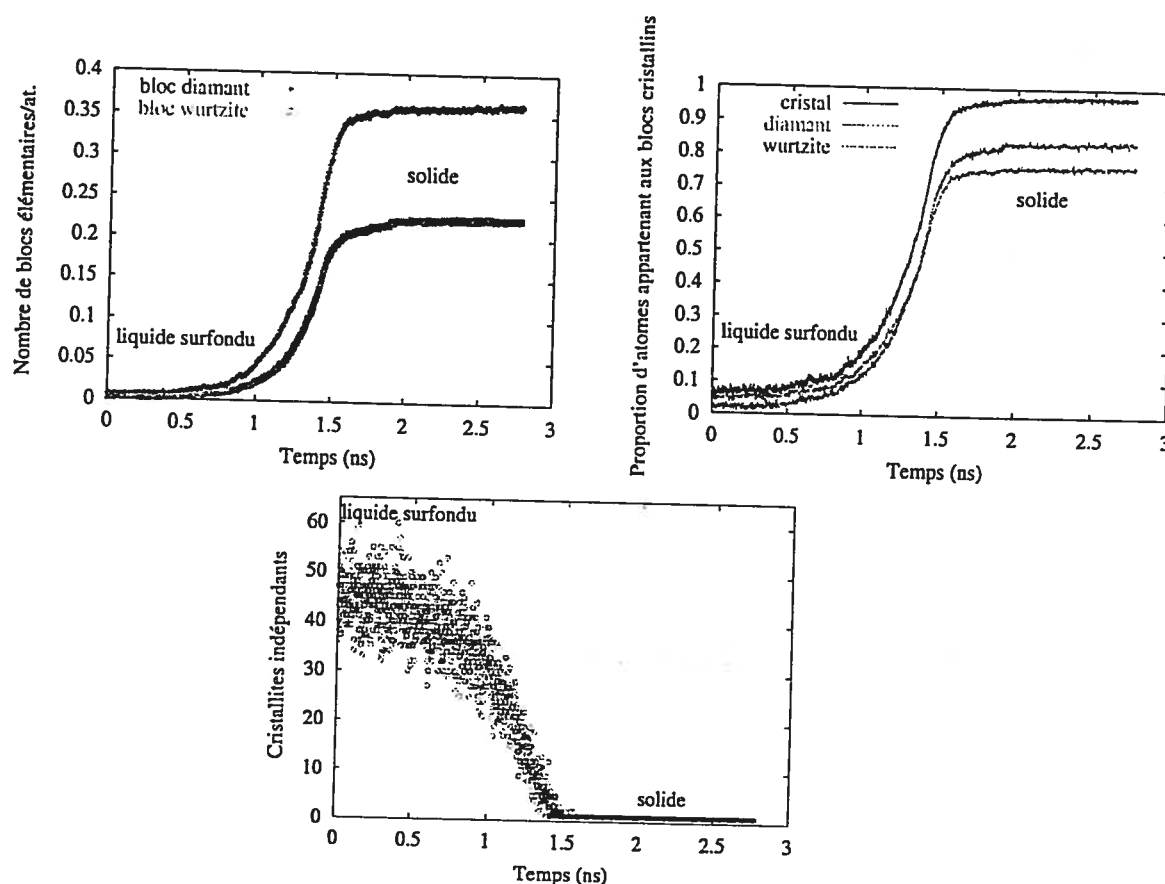 Nombre de blocs élémentaires/at.
0.4
0.35
0.3
0.25
0.2
0.15
0.1
0.05
0
bloc diamant
bloc wurtzite
solide
liquide surfondu
0 0.5 1 1.5 2 2.5 3
Temps (ns)
Proportion d'atomes appartenant aux blocs cristallins
1
0.9
0.8
0.7
0.6
0.5
0.4
0.3
0.2
0.1
0
cristal
diamant
wurtzite
solide
liquide surfondu
0 0.5 1 1.5 2 2.5 3
Temps (ns)
Cristallites indépendants
60
50
40
30
20
10
0
liquide surfondu
solide
0 0.5 1 1.5 2 2.5 3
Temps (ns)